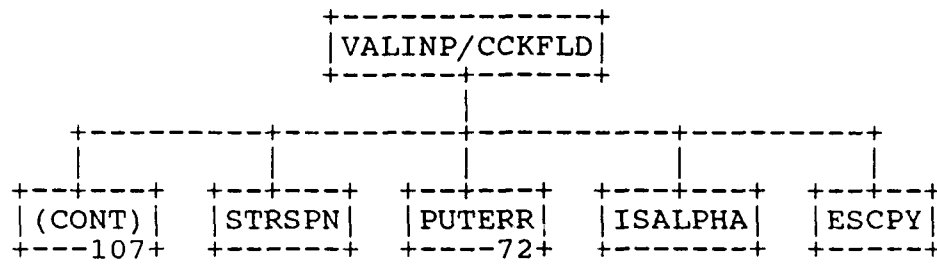 VALINP/CCKFLD
(CONT) STRSPN PUTERR ISALPHA ESCPY
107 72